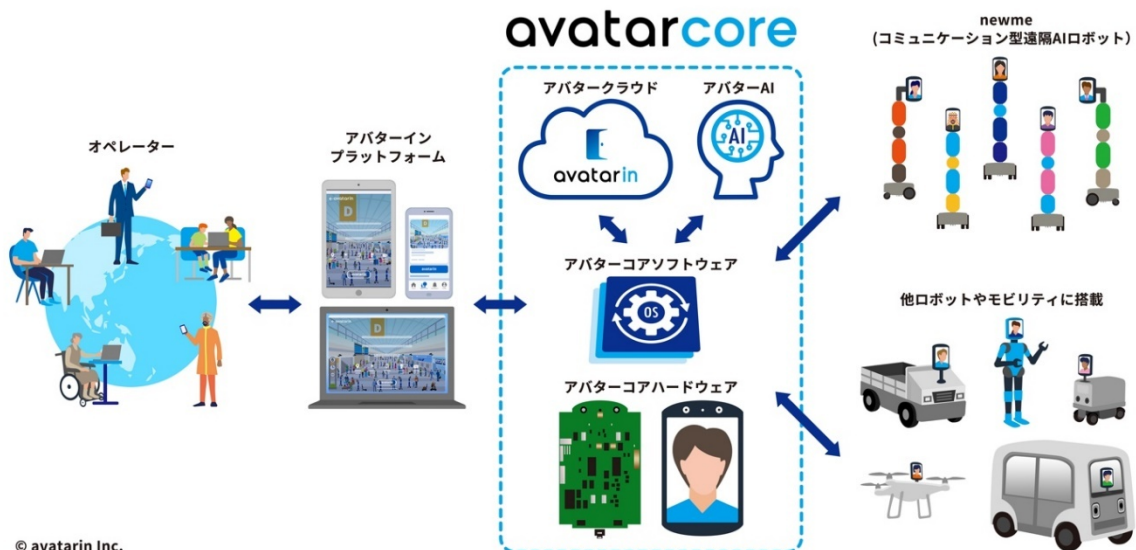 avatarcore
newme
(コミュニケーション型遠隔AIロボット)
アバタークラウド
アバターAI
AI
avatarin
オペレーター
アバターイン
プラットフォーム
D
D
アバターコアソフトウェア
OS
他ロボットやモビリティに搭載
アバターコアハードウェア
© avatarin Inc.